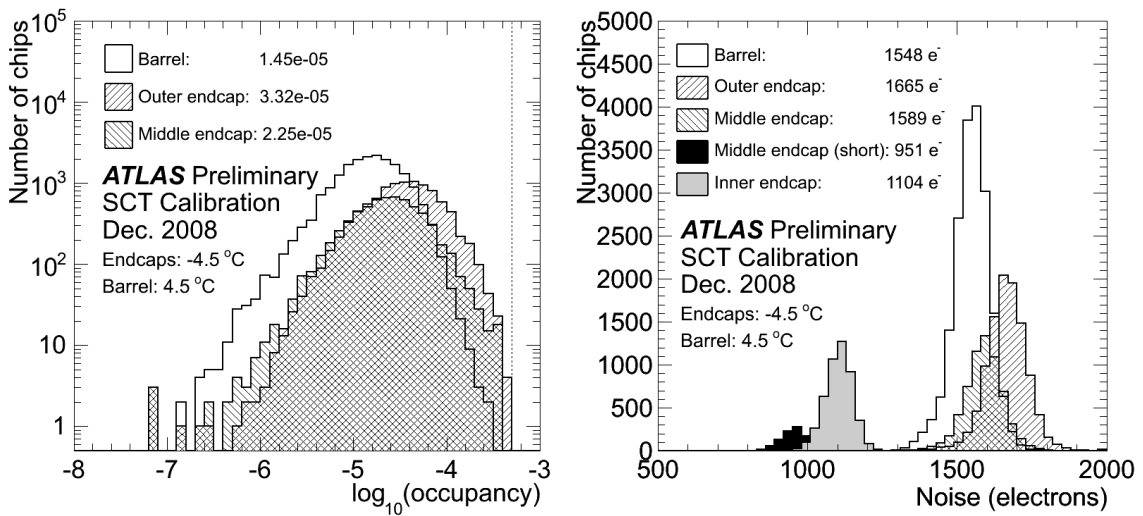 Number of chips
10^5
10^4
10^3
10^2
10
1
Barrel: 1.45e-05
Outer endcap: 3.32e-05
Middle endcap: 2.25e-05
ATLAS Preliminary
SCT Calibration
Dec. 2008
Endcaps: -4.5 °C
Barrel: 4.5 °C
-8 -7 -6 -5 -4 -3
log10(occupancy)
Number of chips
5000
4500
4000
3500
3000
2500
2000
1500
1000
500
0
Barrel: 1548 e-
Outer endcap: 1665 e-
Middle endcap: 1589 e-
Middle endcap (short): 951 e-
Inner endcap: 1104 e-
ATLAS Preliminary
SCT Calibration
Dec. 2008
Endcaps: -4.5 °C
Barrel: 4.5 °C
500 1000 1500 2000
Noise (electrons)